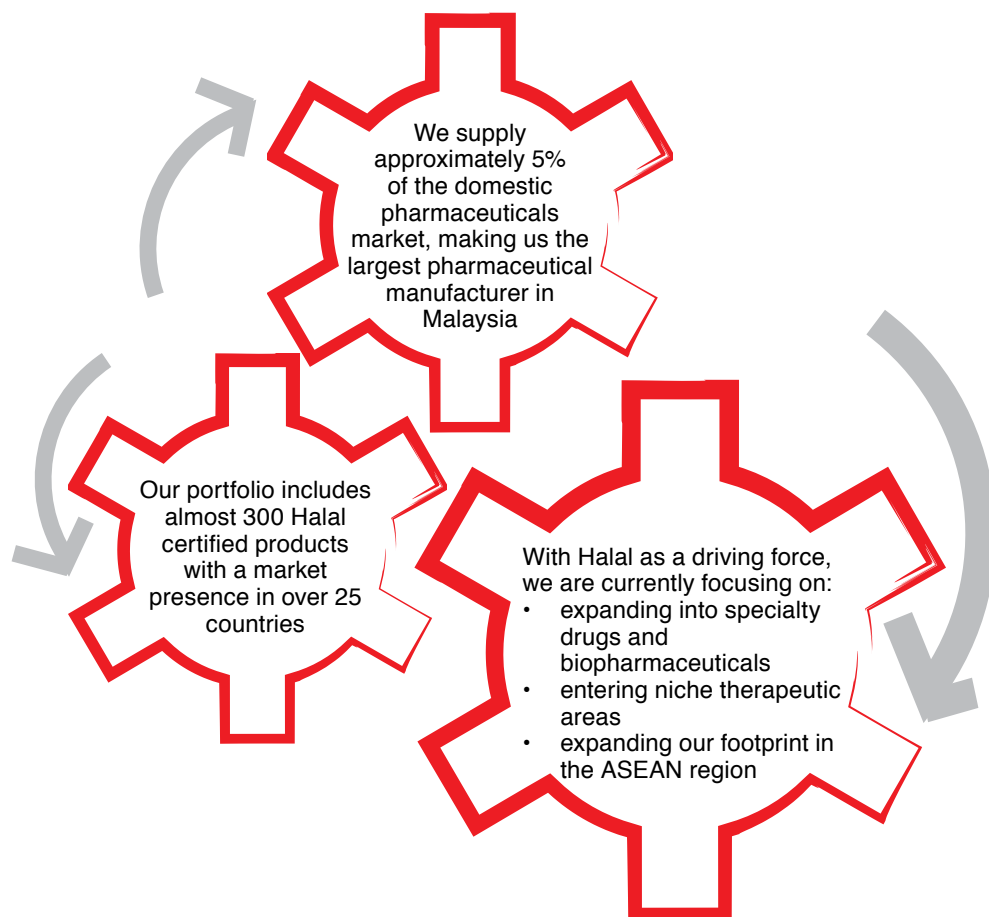 We supply
approximately 5%
of the domestic
pharmaceuticals
market, making us the
largest pharmaceutical
manufacturer in
Malaysia
Our portfolio includes
almost 300 Halal
certified products
with a market
presence in over 25
countries
With Halal as a driving force,
we are currently focusing on:
• expanding into specialty
drugs and
biopharmaceuticals
• entering niche therapeutic
areas
• expanding our footprint in
the ASEAN region